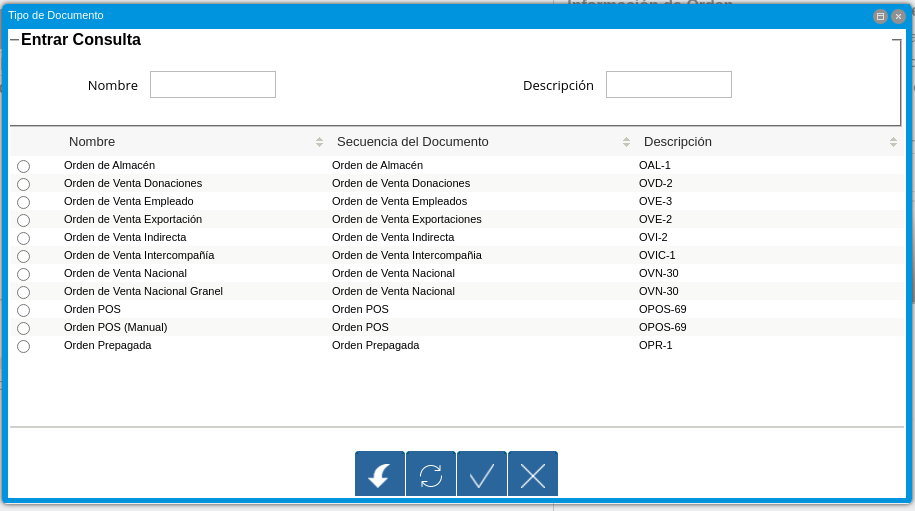 Información de Orden
Tipo de Documento
Entrar Consulta
Nombre Descripción
Nombre Secuencia del Documento Descripción
Orden de Almacén Orden de Almacén OAL-1
Orden de Venta Donaciones Orden de Venta Donaciones OVD-2
Orden de Venta Empleado Orden de Venta Empleados OVE-3
Orden de Venta Exportación Orden de Venta Exportaciones OVE-2
Orden de Venta Indirecta Orden de Venta Indirecta OVI-2
Orden de Venta Intercompañía Orden de Venta Intercompañia OVIC-1
Orden de Venta Nacional Orden de Venta Nacional OVN-30
Orden de Venta Nacional Granel Orden de Venta Nacional OVN-30
Orden POS Orden POS OPOS-69
Orden POS (Manual) Orden POS OPOS-69
Orden Prepagada Orden Prepagada OPR-1